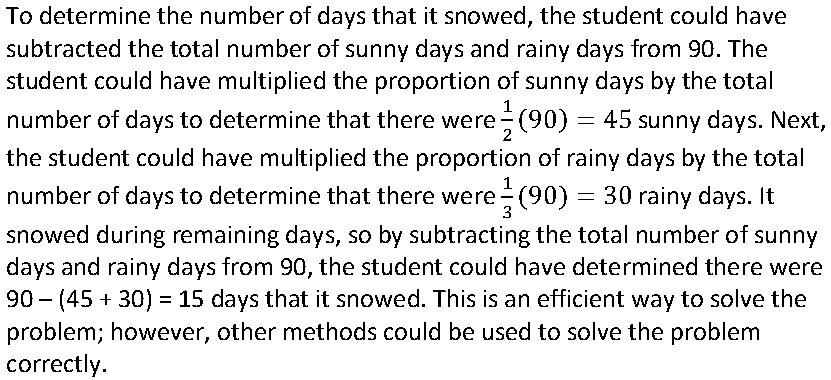 To determine the number of days that it snowed, the student could have
subtracted the total number of sunny days and rainy days from 90. The
student could have multiplied the proportion of sunny days by the total
number of days to determine that there were 1/2 (90) = 45 sunny days. Next,
the student could have multiplied the proportion of rainy days by the total
number of days to determine that there were 1/3 (90) = 30 rainy days. It
snowed during remaining days, so by subtracting the total number of sunny
days and rainy days from 90, the student could have determined there were
90 – (45 + 30) = 15 days that it snowed. This is an efficient way to solve the
problem; however, other methods could be used to solve the problem
correctly.